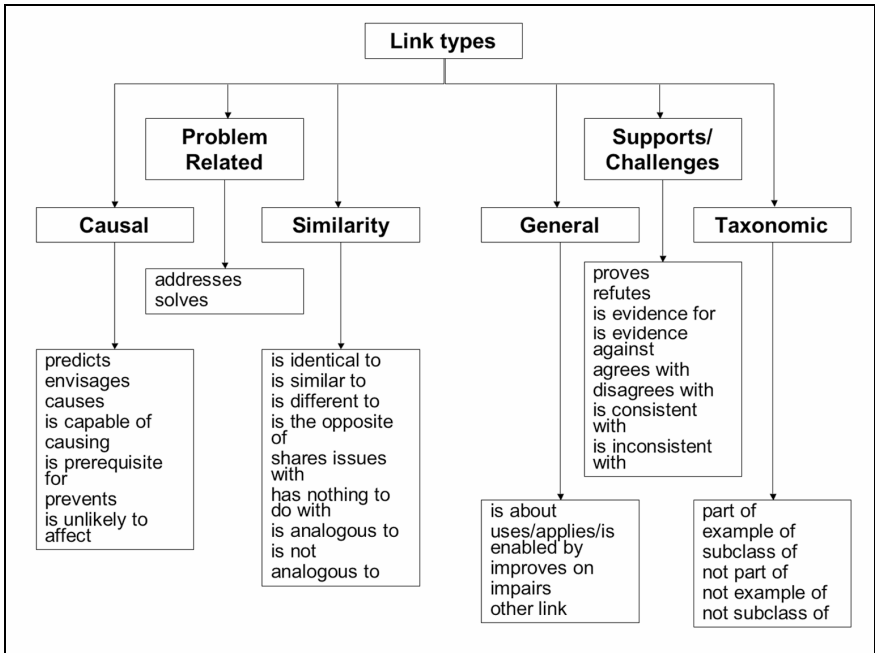 Link types
Problem
Related
Supports/
Challenges
Causal
Similarity
General
Taxonomic
addresses
solves
proves
refutes
is evidence for
is evidence
against
agrees with
disagrees with
is consistent
with
is inconsistent
with
predicts
envisages
causes
is capable of
causing
is prerequisite
for
prevents
is unlikely to
affect
is identical to
is similar to
is different to
is the opposite
of
shares issues
with
has nothing to
do with
is analogous to
is not
analogous to
is about
uses/applies/is
enabled by
improves on
impairs
other link
part of
example of
subclass of
not part of
not example of
not subclass of